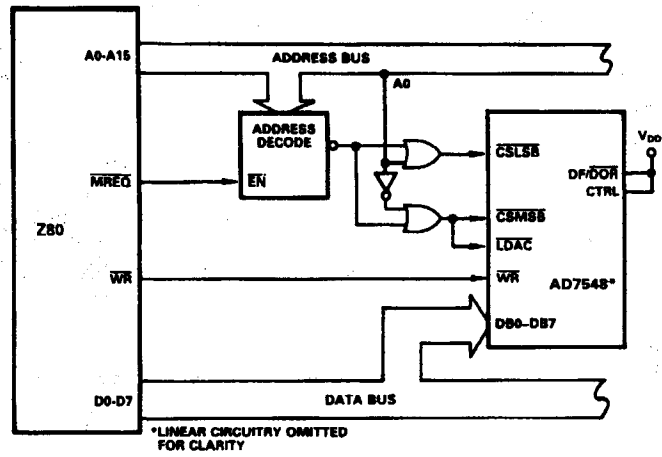 A0-A15
ADDRESS BUS
A0
ADDRESS
DECODE
V_DD
CSLSB
DF/DOR
CTRL
MREQ
EN
Z80
CSMSB
LDAC
WR
WR
AD7548*
DB0–DB7
D0-D7
DATA BUS
*LINEAR CIRCUITRY OMITTED
FOR CLARITY